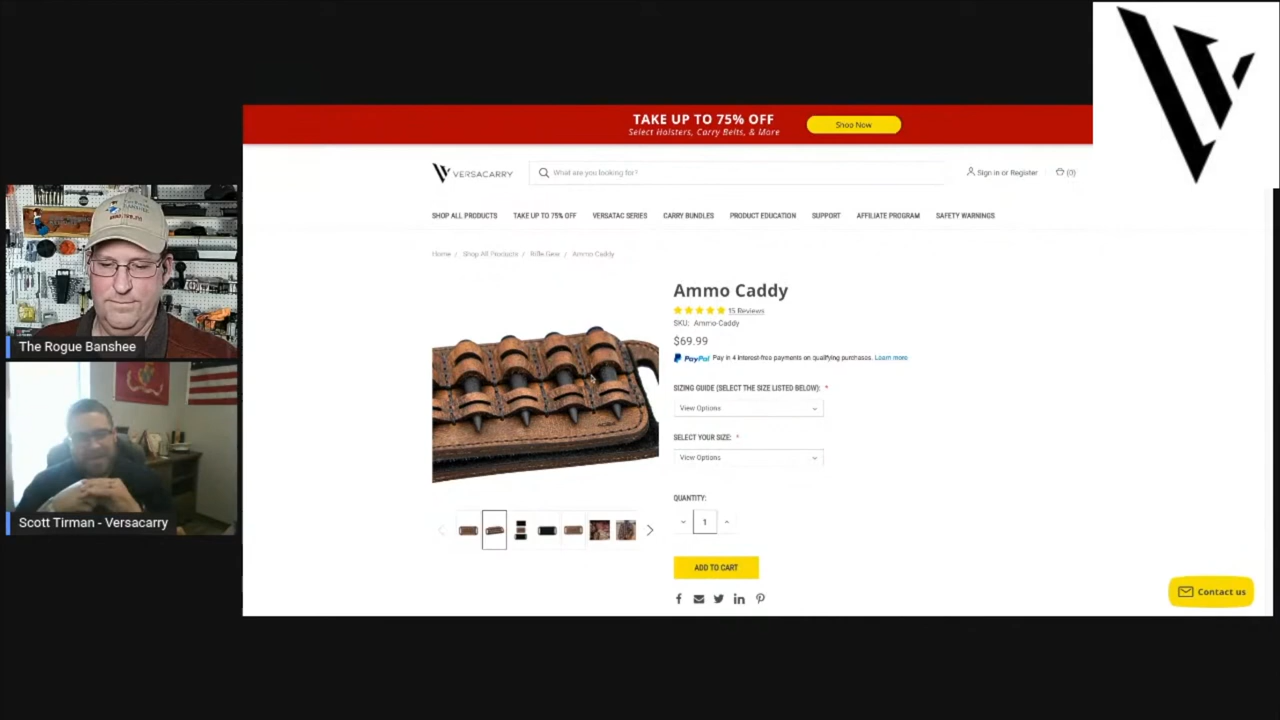 TAKE UP TO 75% OFF
Select Holsters, Carry Belts, & More
Shop Now
VERSACARRY
What are you looking for?
Sign in or Register
(0)
SHOP ALL PRODUCTS
TAKE UP TO 75% OFF
VERSATAC SERIES
CARRY BUNDLES
PRODUCT EDUCATION
SUPPORT
AFFILIATE PROGRAM
SAFETY WARNINGS
Home / Shop All Products / Rifle Gear / Ammo Caddy
Ammo Caddy
15 Reviews
SKU: Ammo-Caddy
$69.99
PayPal Pay in 4 interest-free payments on qualifying purchases. Learn more
SIZING GUIDE (SELECT THE SIZE LISTED BELOW): *
View Options
SELECT YOUR SIZE: *
View Options
QUANTITY:
1
ADD TO CART
Contact us
The Rogue Banshee
Scott Tirman - Versacarry